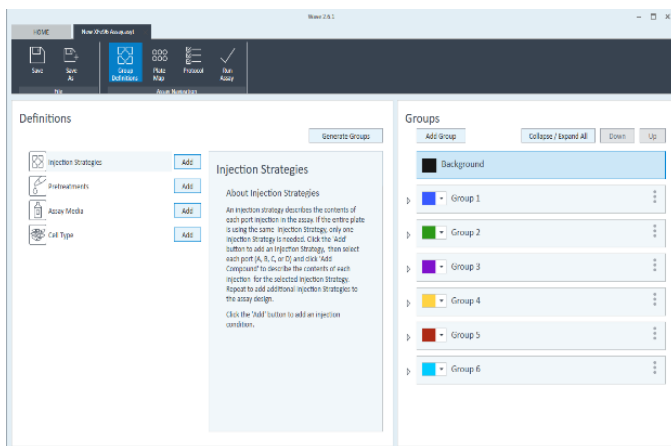 Wave 2.6.1
HOME
New XFe96 Assay.asyt
Save
Save As
Group Definitions
Plate Map
Protocol
Run Assay
File
Assay Navigation
Definitions
Generate Groups
Injection Strategies
Add
Pretreatments
Add
Assay Media
Add
Cell Type
Add
Injection Strategies
About Injection Strategies
An injection strategy describes the contents
of each port injection in the assay. If the entire plate
is using the same Injection Strategy, only one
Injection Strategy is needed. Click the 'Add'
button to add an Injection Strategy, then select
each port (A, B, C, or D) and click 'Add
Compound' to describe the contents of each
injection for the selected Injection Strategy.
Repeat to add additional Injection Strategies to
the assay design.
Click the 'Add' button to add an injection
condition.
Groups
Add Group
Collapse / Expand All
Down
Up
Background
Group 1
Group 2
Group 3
Group 4
Group 5
Group 6